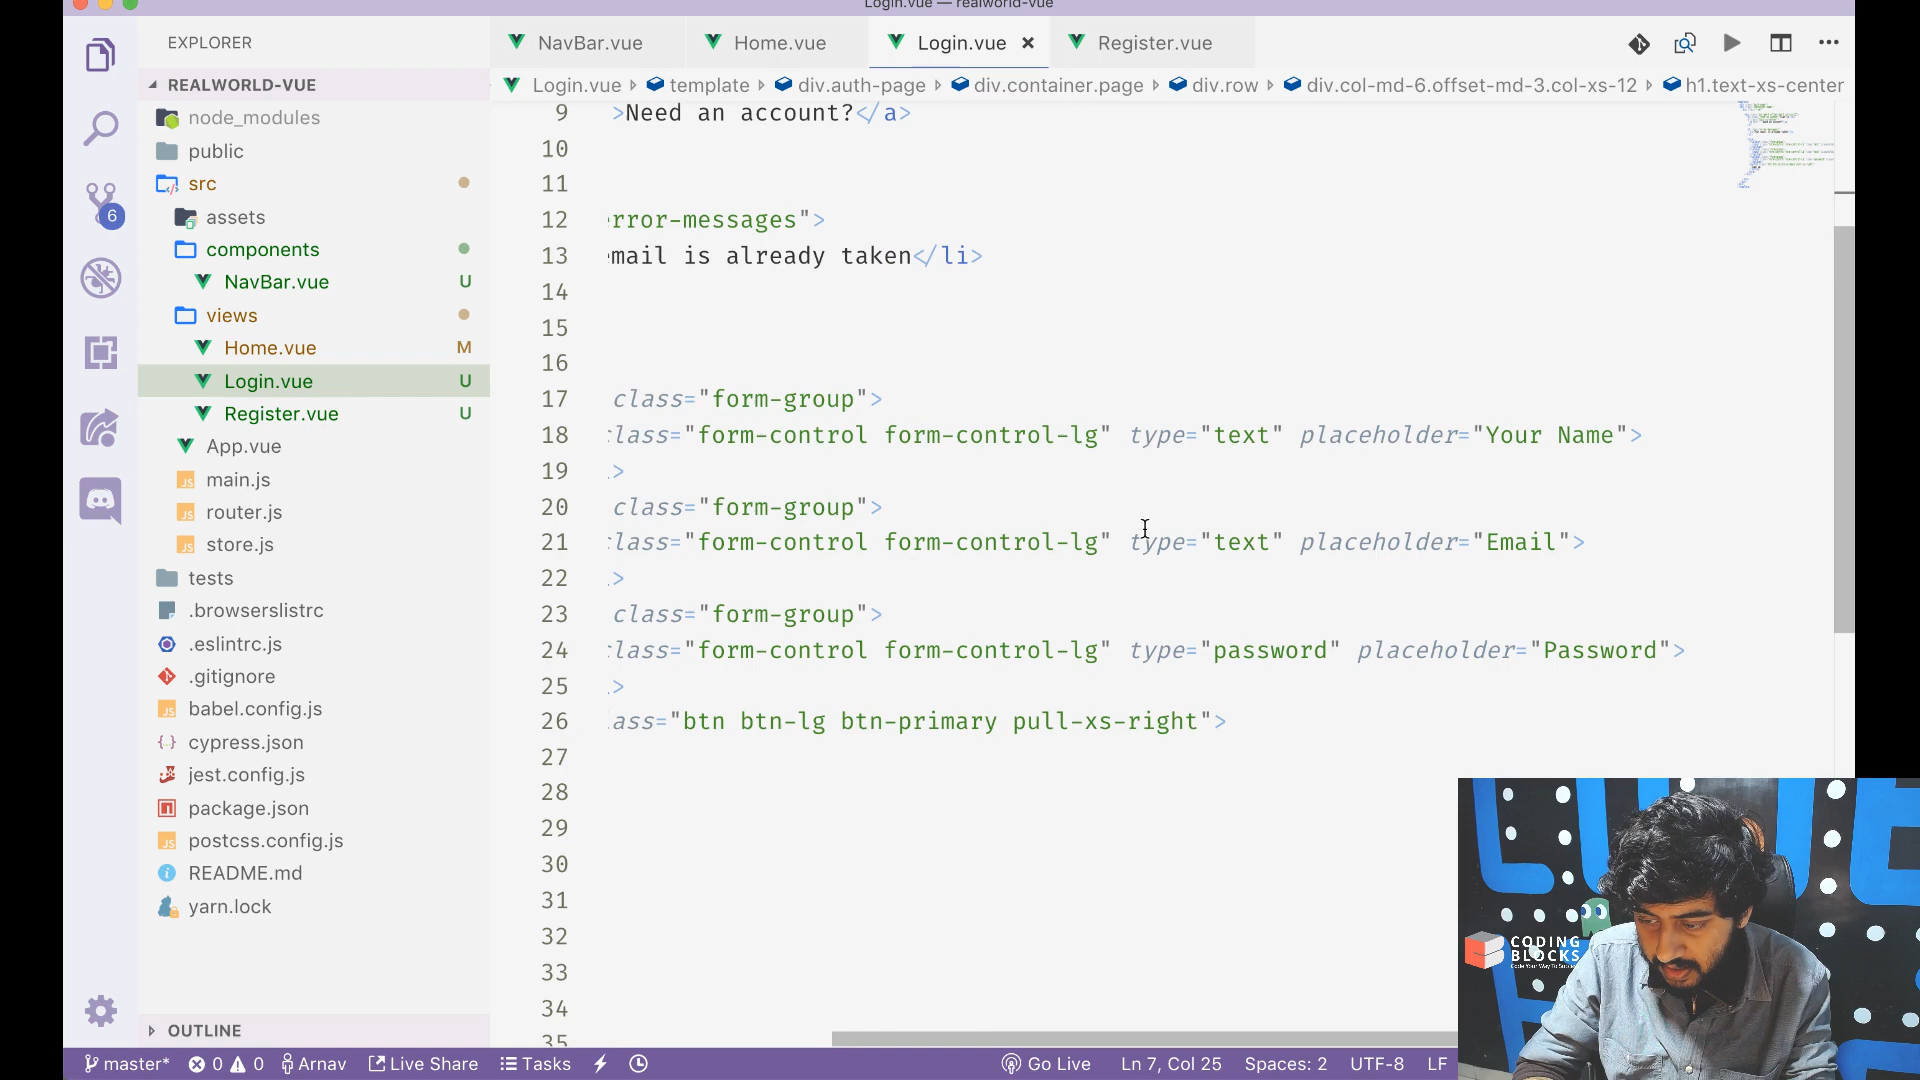 Login.vue — realworld-vue
EXPLORER
REALWORLD-VUE
node_modules
public
src
assets
components
NavBar.vue U
views
Home.vue M
Login.vue U
Register.vue U
App.vue
main.js
router.js
store.js
tests
.browserslistrc
.eslintrc.js
.gitignore
babel.config.js
cypress.json
jest.config.js
package.json
postcss.config.js
README.md
yarn.lock
OUTLINE
6
NavBar.vue Home.vue Login.vue × Register.vue
Login.vue template div.auth-page div.container.page div.row div.col-md-6.offset-md-3.col-xs-12 h1.text-xs-center
9 >Need an account?</a>
10
11
12 rror-messages">
13 mail is already taken</li>
14
15
16
17 class="form-group">
18 lass="form-control form-control-lg" type="text" placeholder="Your Name">
19 >
20 class="form-group">
21 lass="form-control form-control-lg" type="text" placeholder="Email">
22 >
23 class="form-group">
24 lass="form-control form-control-lg" type="password" placeholder="Password">
25 >
26 ass="btn btn-lg btn-primary pull-xs-right">
27
28
29
30
31
32
33
34
35
CODING
BLOCKS
master* 0 0 Arnav Live Share Tasks Go Live Ln 7, Col 25 Spaces: 2 UTF-8 LF